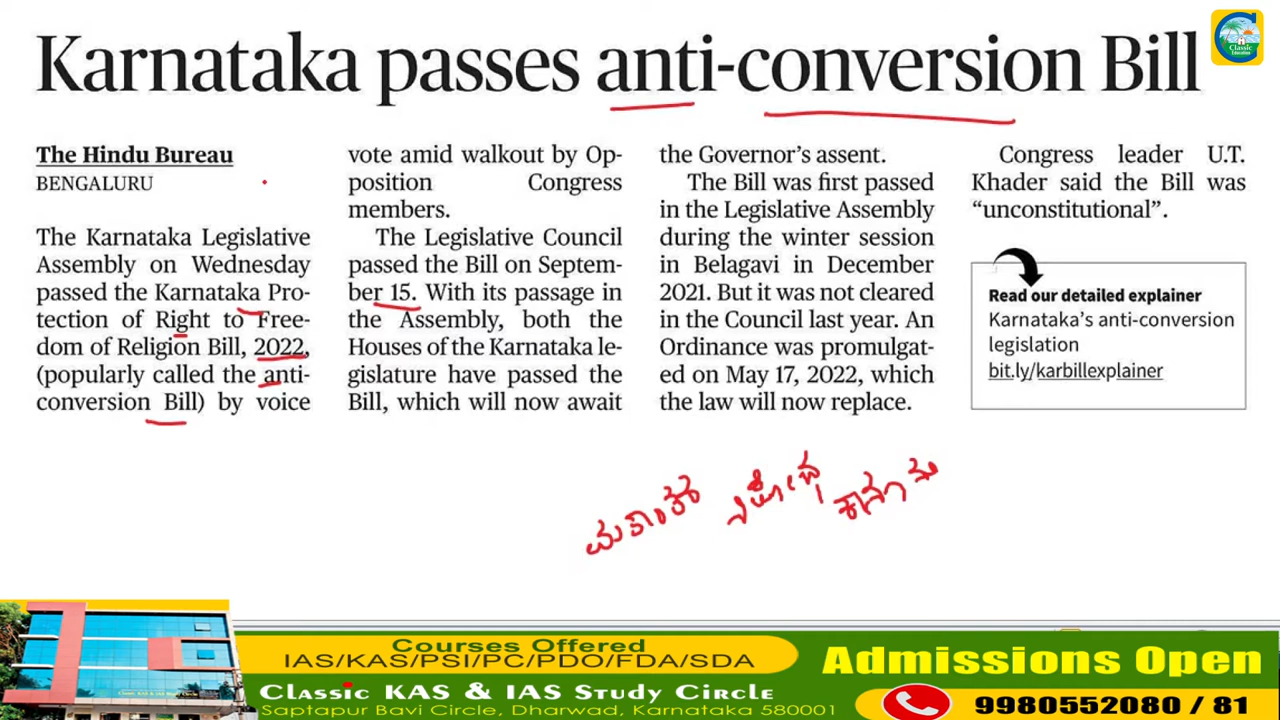 Karnataka passes anti-conversion Bill
Classic
Education
The Hindu Bureau
BENGALURU
The Karnataka Legislative
Assembly on Wednesday
passed the Karnataka Pro-
tection of Right to Free-
dom of Religion Bill, 2022,
(popularly called the anti-
conversion Bill) by voice
vote amid walkout by Op-
position Congress
members.
The Legislative Council
passed the Bill on Septem-
ber 15. With its passage in
the Assembly, both the
Houses of the Karnataka le-
gislature have passed the
Bill, which will now await
the Governor's assent.
The Bill was first passed
in the Legislative Assembly
during the winter session
in Belagavi in December
2021. But it was not cleared
in the Council last year. An
Ordinance was promulgat-
ed on May 17, 2022, which
the law will now replace.
Congress leader U.T.
Khader said the Bill was
“unconstitutional”.
Read our detailed explainer
Karnataka's anti-conversion
legislation
bit.ly/karbillexplainer
ಮತಾಂತರ ನಿಷೇಧ ಕಾನೂನು
Courses Offered
IAS/KAS/PSI/PC/PDO/FDA/SDA
Classic KAS & IAS Study Circle
Saptapur Bavi Circle, Dharwad, Karnataka 580001
Admissions Open
9980552080 / 81